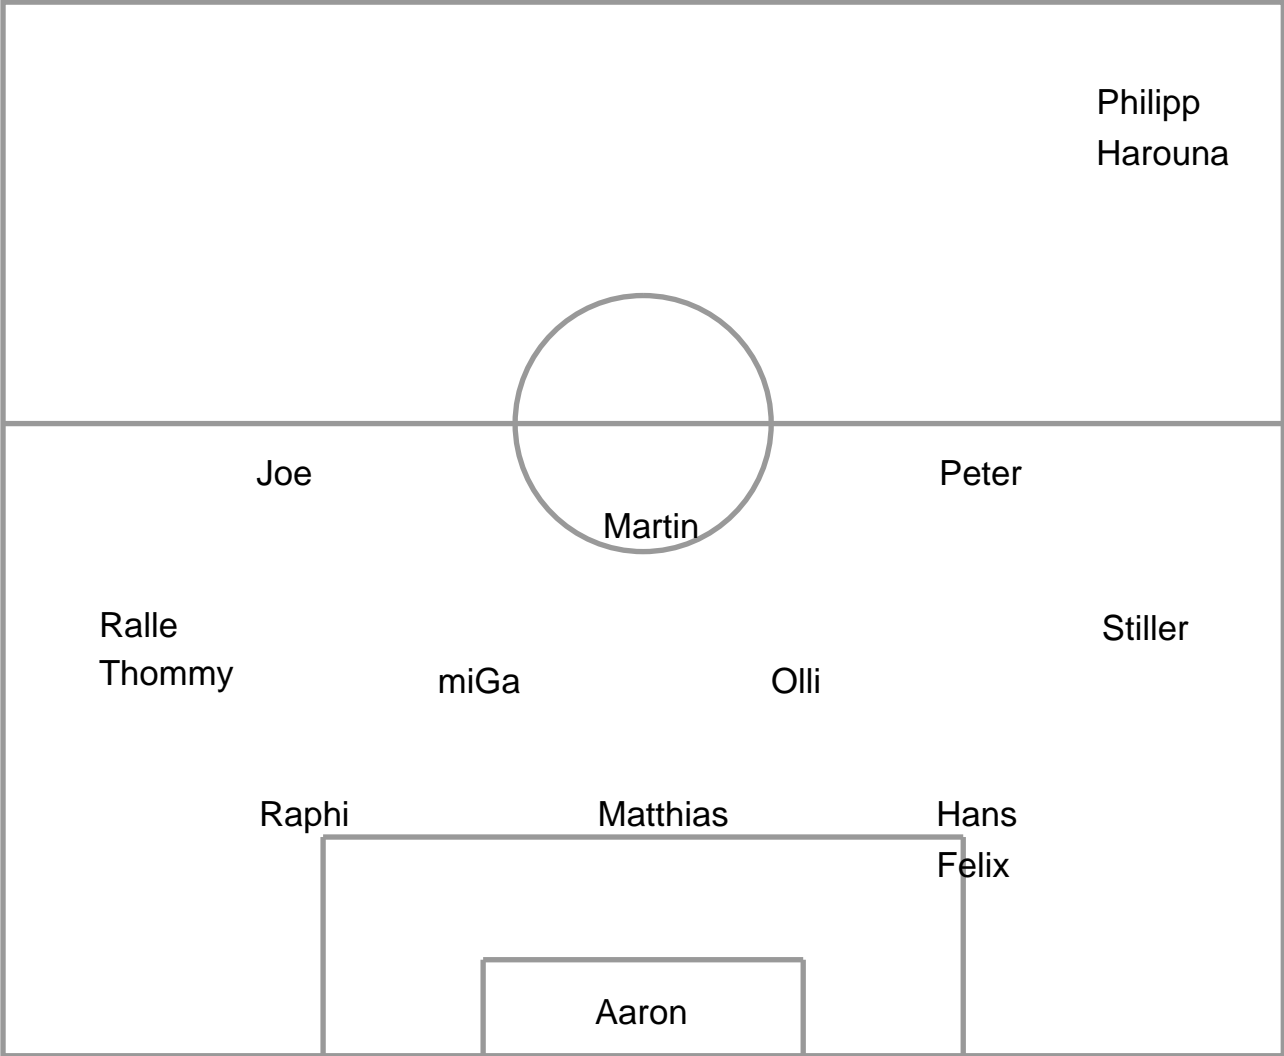 Philipp
Harouna
Joe
Peter
Martin
Ralle
Thommy
Stiller
miGa
Olli
Raphi
Matthias
Hans
Felix
Aaron